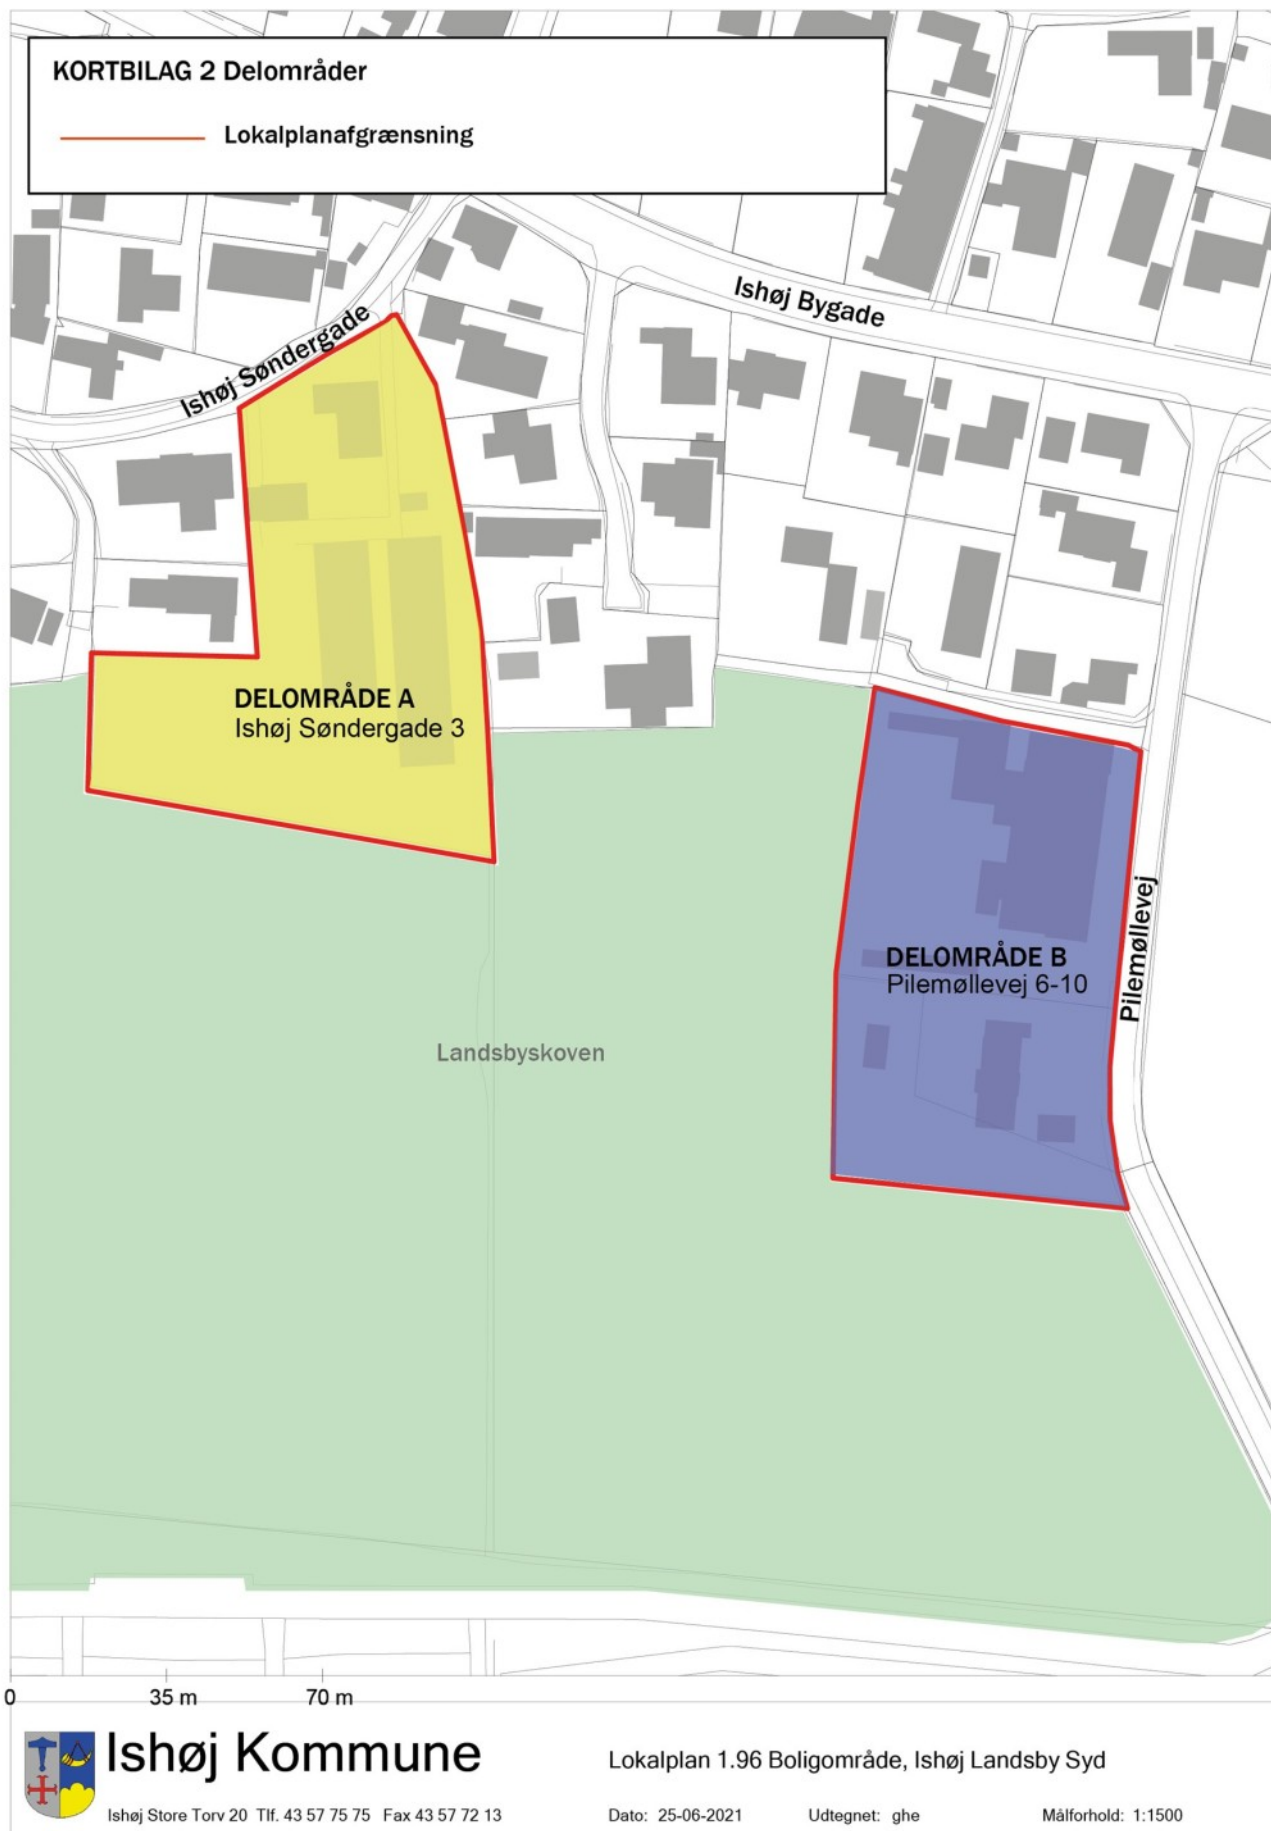 KORTBILAG 2 Delområder
Lokalplanafgrænsning
Ishøj Bygade
Ishøj Søndergade
DELOMRÅDE A
Ishøj Søndergade 3
Pilemøllevej
DELOMRÅDE B
Pilemøllevej 6-10
Landsbyskoven
0 35 m 70 m
Ishøj Kommune
Lokalplan 1.96 Boligområde, Ishøj Landsby Syd
Ishøj Store Torv 20 Tlf. 43 57 75 75 Fax 43 57 72 13
Dato: 25-06-2021 Udtegnet: ghe Målforhold: 1:1500